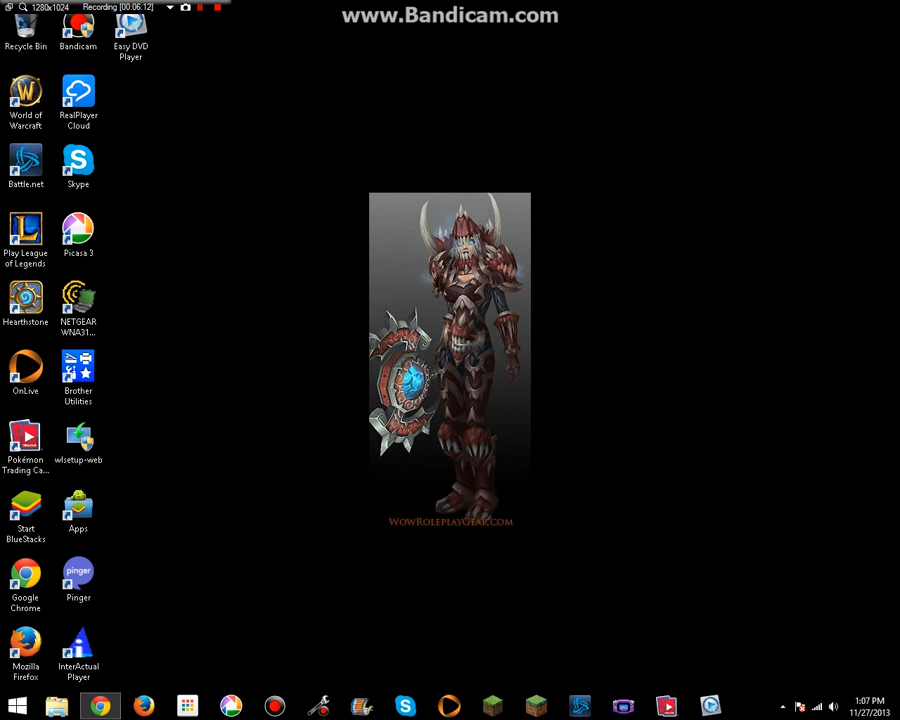 1280x1024 Recording [00:06:12]
www.Bandicam.com
Recycle Bin
Bandicam
Easy DVD
Player
World of
Warcraft
RealPlayer
Cloud
Battle.net
Skype
Play League
of Legends
Picasa 3
Hearthstone
NETGEAR
WNA31...
OnLive
Brother
Utilities
Pokémon
Trading Ca...
wlsetup-web
Start
BlueStacks
Apps
Google
Chrome
pinger
Pinger
Mozilla
Firefox
InterActual
Player
WowRoleplayGear.com
1:07 PM
11/27/2013